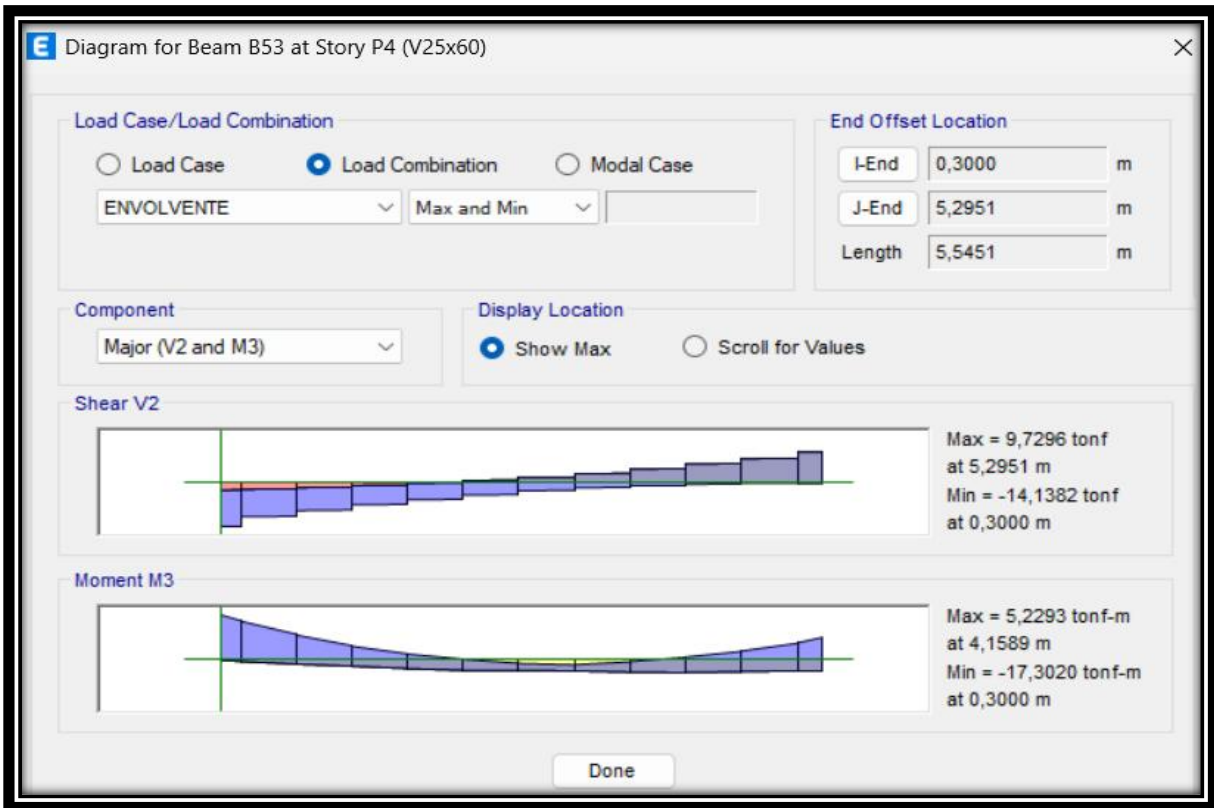 E Diagram for Beam B53 at Story P4 (V25x60)
Load Case/Load Combination
Load Case Load Combination Modal Case
ENVOLVENTE Max and Min
End Offset Location
I-End 0,3000 m
J-End 5,2951 m
Length 5,5451 m
Component
Major (V2 and M3)
Display Location
Show Max Scroll for Values
Shear V2
Max = 9,7296 tonf
at 5,2951 m
Min = -14,1382 tonf
at 0,3000 m
Moment M3
Max = 5,2293 tonf-m
at 4,1589 m
Min = -17,3020 tonf-m
at 0,3000 m
Done